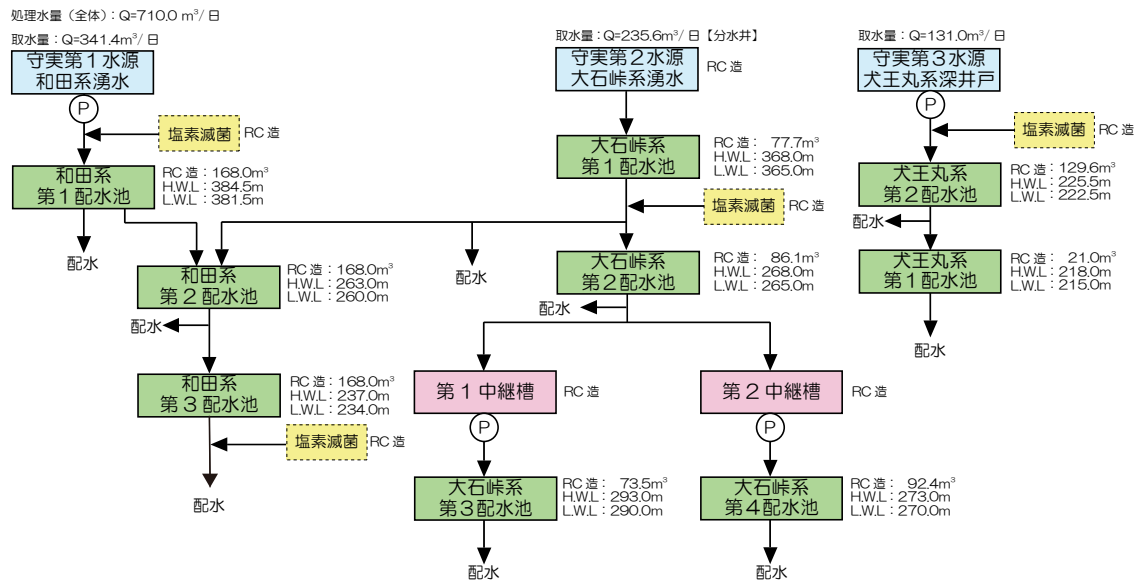 処理水量（全体）：Q=710.0 m³/ 日
取水量：Q=341.4m³/ 日
守実第１水源
和田系湧水
P
塩素滅菌
RC 造
和田系
第１配水池
RC 造：168.0m³
H.W.L：384.5m
L.W.L：381.5m
配水
和田系
第２配水池
RC 造：168.0m³
H.W.L：263.0m
L.W.L：260.0m
配水
和田系
第３配水池
RC 造：168.0m³
H.W.L：237.0m
L.W.L：234.0m
塩素滅菌
RC 造
配水
取水量：Q=235.6m³/ 日【分水井】
守実第２水源
大石峠系湧水
RC 造
大石峠系
第１配水池
RC 造： 77.7m³
H.W.L：368.0m
L.W.L：365.0m
塩素滅菌
RC 造
配水
大石峠系
第２配水池
RC 造： 86.1m³
H.W.L：268.0m
L.W.L：265.0m
配水
第１中継槽
RC 造
P
大石峠系
第３配水池
RC 造： 73.5m³
H.W.L：293.0m
L.W.L：290.0m
配水
第２中継槽
RC 造
P
大石峠系
第４配水池
RC 造： 92.4m³
H.W.L：273.0m
L.W.L：270.0m
配水
取水量：Q=131.0m³/ 日
守実第３水源
犬王丸系深井戸
P
塩素滅菌
RC 造
犬王丸系
第２配水池
RC 造：129.6m³
H.W.L：225.5m
L.W.L：222.5m
配水
犬王丸系
第１配水池
RC 造： 21.0m³
H.W.L：218.0m
L.W.L：215.0m
配水